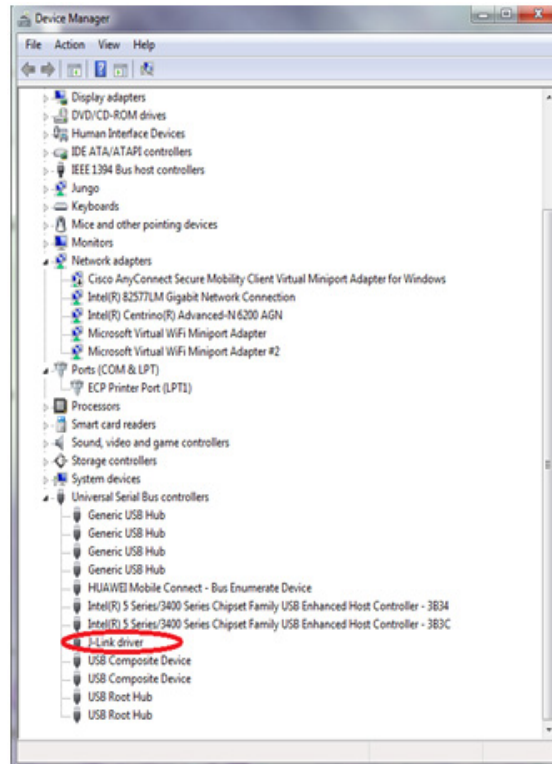 Device Manager
File Action View Help
Display adapters
DVD/CD-ROM drives
Human Interface Devices
IDE ATA/ATAPI controllers
IEEE 1394 Bus host controllers
Jungo
Keyboards
Mice and other pointing devices
Monitors
Network adapters
Cisco AnyConnect Secure Mobility Client Virtual Miniport Adapter for Windows
Intel(R) 82577LM Gigabit Network Connection
Intel(R) Centrino(R) Advanced-N 6200 AGN
Microsoft Virtual WiFi Miniport Adapter
Microsoft Virtual WiFi Miniport Adapter #2
Ports (COM & LPT)
ECP Printer Port (LPT1)
Processors
Smart card readers
Sound, video and game controllers
Storage controllers
System devices
Universal Serial Bus controllers
Generic USB Hub
Generic USB Hub
Generic USB Hub
Generic USB Hub
HUAWEI Mobile Connect - Bus Enumerate Device
Intel(R) 5 Series/3400 Series Chipset Family USB Enhanced Host Controller - 3B34
Intel(R) 5 Series/3400 Series Chipset Family USB Enhanced Host Controller - 3B3C
J-Link driver
USB Composite Device
USB Composite Device
USB Root Hub
USB Root Hub